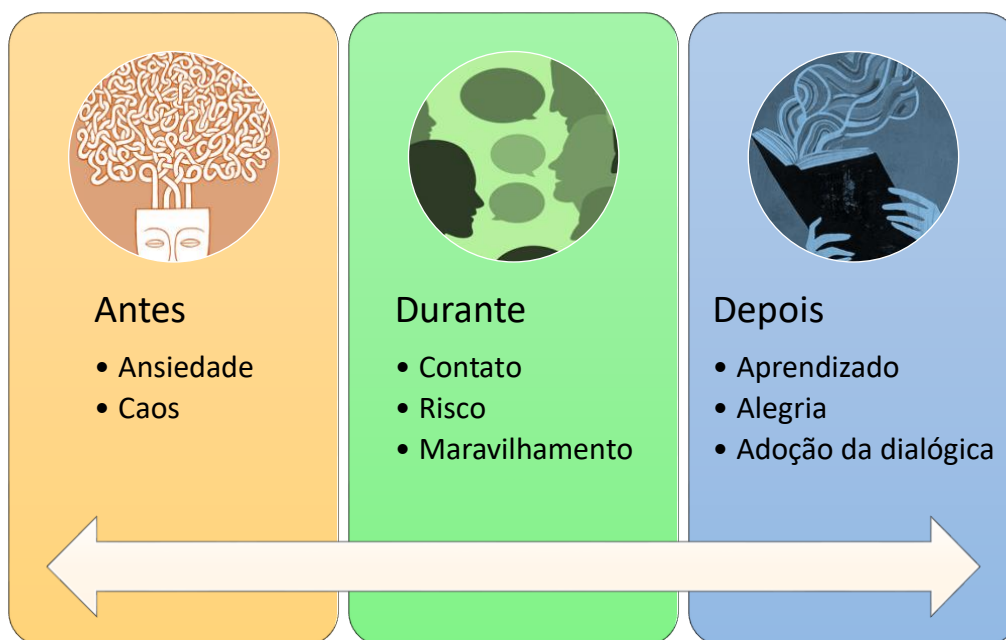 Antes
• Ansiedade
• Caos
Durante
• Contato
• Risco
• Maravilhamento
Depois
• Aprendizado
• Alegria
• Adoção da dialógica